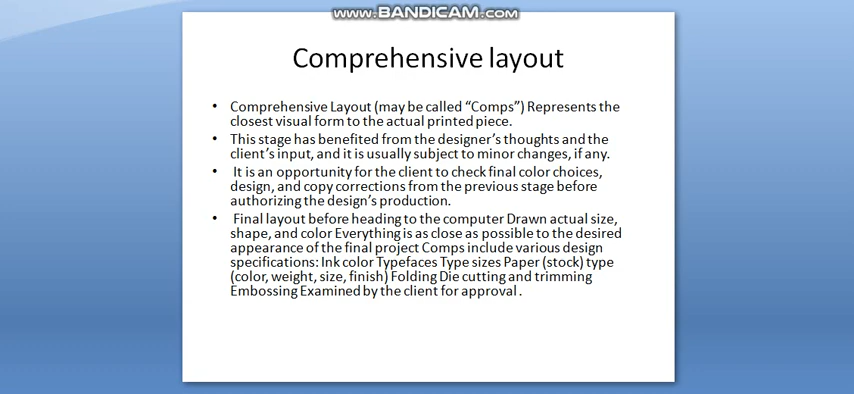 www.BANDICAM.com
Comprehensive layout
• Comprehensive Layout (may be called “Comps”) Represents the
closest visual form to the actual printed piece.
• This stage has benefited from the designer’s thoughts and the
client’s input, and it is usually subject to minor changes, if any.
• It is an opportunity for the client to check final color choices,
design, and copy corrections from the previous stage before
authorizing the design’s production.
• Final layout before heading to the computer Drawn actual size,
shape, and color Everything is as close as possible to the desired
appearance of the final project Comps include various design
specifications: Ink color Typefaces Type sizes Paper (stock) type
(color, weight, size, finish) Folding Die cutting and trimming
Embossing Examined by the client for approval .